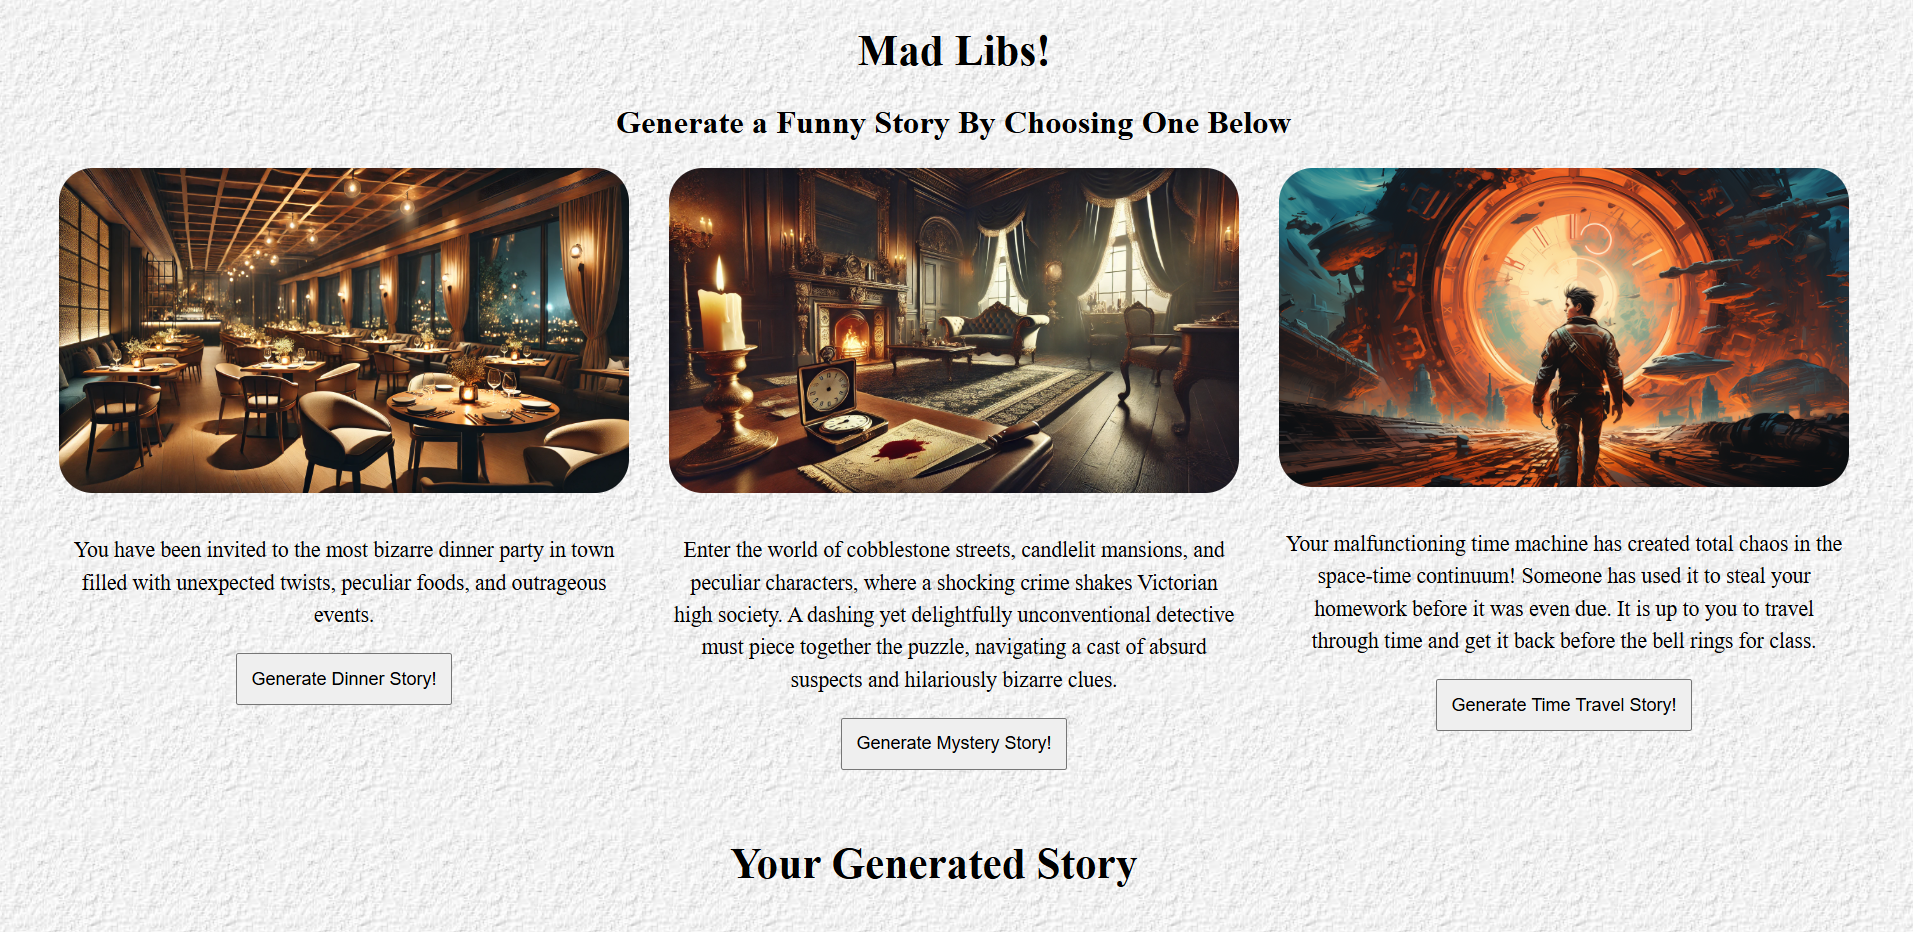 Mad Libs!
Generate a Funny Story By Choosing One Below
You have been invited to the most bizarre dinner party in town
filled with unexpected twists, peculiar foods, and outrageous
events.
Generate Dinner Story!
Enter the world of cobblestone streets, candlelit mansions, and
peculiar characters, where a shocking crime shakes Victorian
high society. A dashing yet delightfully unconventional detective
must piece together the puzzle, navigating a cast of absurd
suspects and hilariously bizarre clues.
Generate Mystery Story!
Your malfunctioning time machine has created total chaos in the
space-time continuum! Someone has used it to steal your
homework before it was even due. It is up to you to travel
through time and get it back before the bell rings for class.
Generate Time Travel Story!
Your Generated Story